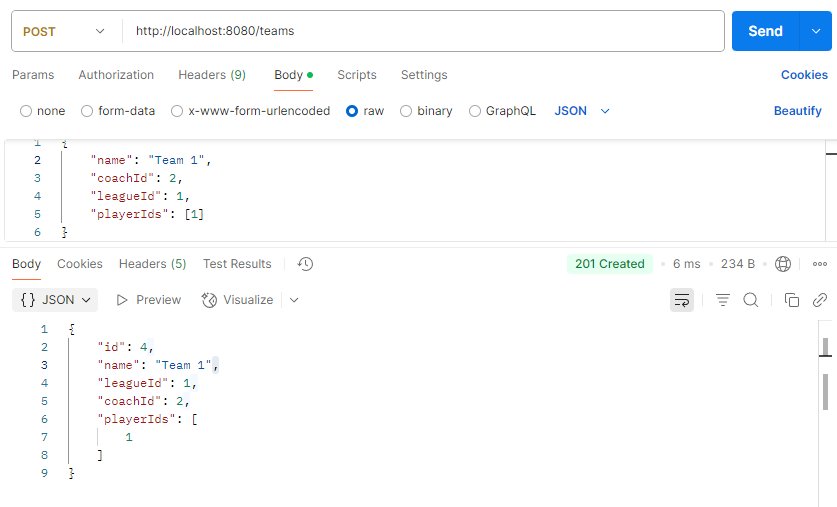 POST http://localhost:8080/teams Send
Params Authorization Headers (9) Body Scripts Settings Cookies
none form-data x-www-form-urlencoded raw binary GraphQL JSON Beautify
1 {
2 "name": "Team 1",
3 "coachId": 2,
4 "leagueId": 1,
5 "playerIds": [1]
6 }
Body Cookies Headers (5) Test Results 201 Created 6 ms 234 B
{} JSON Preview Visualize
1 {
2 "id": 4,
3 "name": "Team 1",
4 "leagueId": 1,
5 "coachId": 2,
6 "playerIds": [
7 1
8 ]
9 }